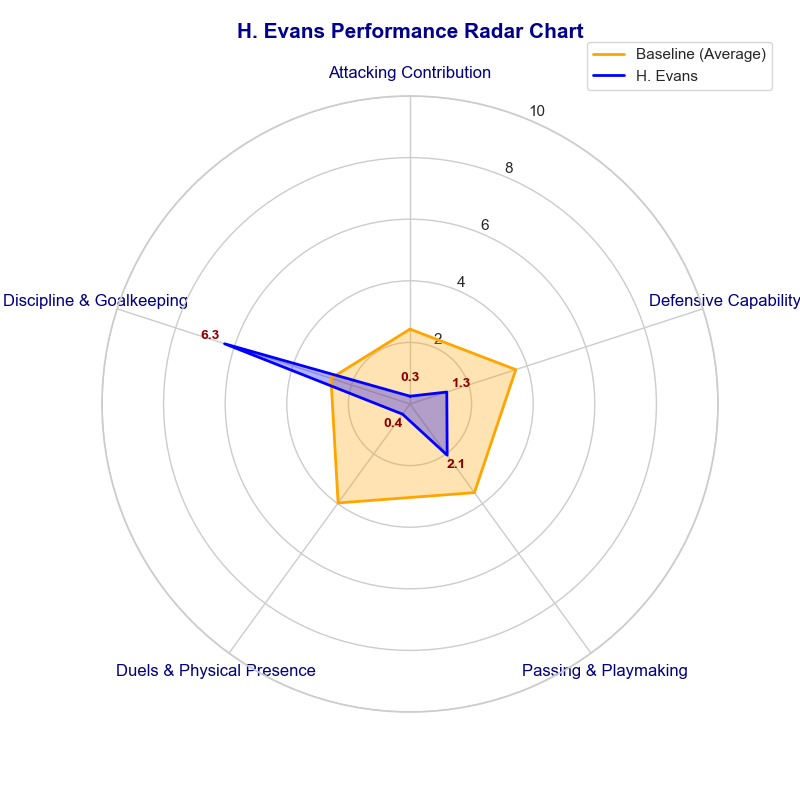 H. Evans Performance Radar Chart
Baseline (Average)
H. Evans
Attacking Contribution
10
8
6
4
2
Discipline & Goalkeeping
Defensive Capability
6.3
0.3
1.3
0.4
2.1
Duels & Physical Presence
Passing & Playmaking